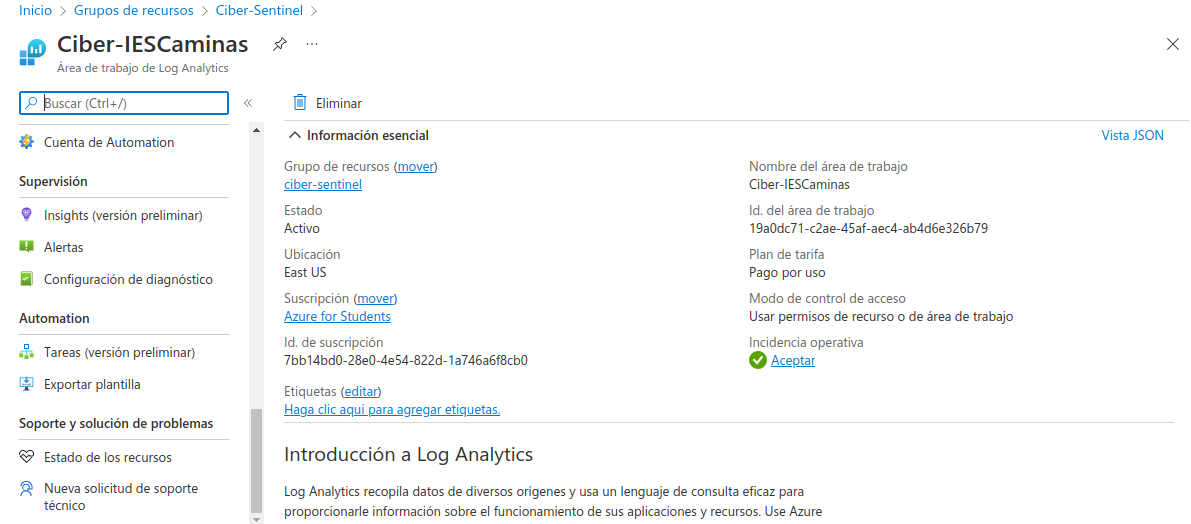 Inicio > Grupos de recursos > Ciber-Sentinel >
Ciber-IESCaminas ...
Área de trabajo de Log Analytics
Buscar (Ctrl+/) «
Cuenta de Automation
Supervisión
Insights (versión preliminar)
Alertas
Configuración de diagnóstico
Automation
Tareas (versión preliminar)
Exportar plantilla
Soporte y solución de problemas
Estado de los recursos
Nueva solicitud de soporte
técnico
Eliminar
Información esencial
Vista JSON
Grupo de recursos (mover)
ciber-sentinel
Estado
Activo
Ubicación
East US
Suscripción (mover)
Azure for Students
Id. de suscripción
7bb14bd0-28e0-4e54-822d-1a746a6f8cb0
Etiquetas (editar)
Haga clic aquí para agregar etiquetas.
Nombre del área de trabajo
Ciber-IESCaminas
Id. del área de trabajo
19a0dc71-c2ae-45af-aec4-ab4d6e326b79
Plan de tarifa
Pago por uso
Modo de control de acceso
Usar permisos de recurso o de área de trabajo
Incidencia operativa
Aceptar
Introducción a Log Analytics
Log Analytics recopila datos de diversos orígenes y usa un lenguaje de consulta eficaz para
proporcionarle información sobre el funcionamiento de sus aplicaciones y recursos. Use Azure